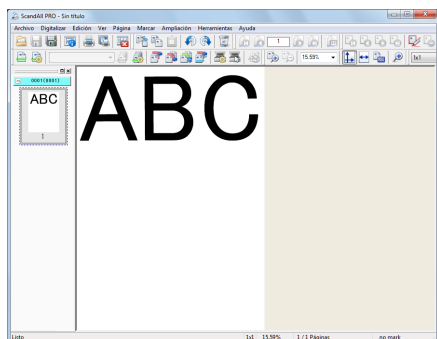 ScandAll PRO - Sin título
Archivo Digitalizar Edición Ver Página Marcar Ampliación Herramientas Ayuda
1
15.59% 1x1
0001(0001)
ABC
1
ABC
Listo 1x1 15.59% 1 / 1 Páginas no mark